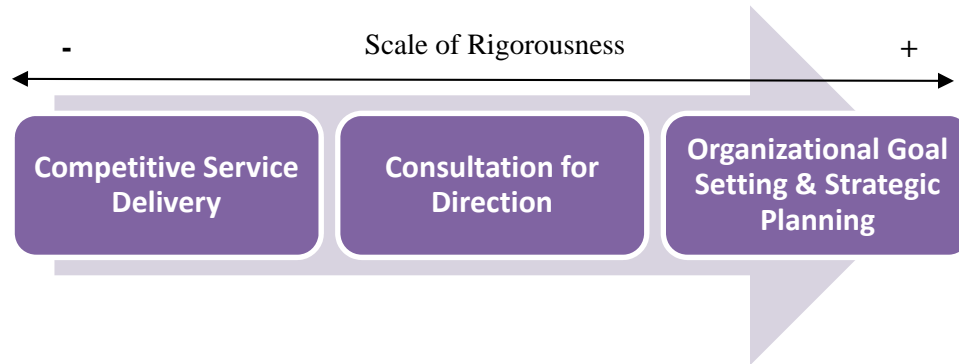 - Scale of Rigorousness +
Competitive Service
Delivery
Consultation for
Direction
Organizational Goal
Setting & Strategic
Planning